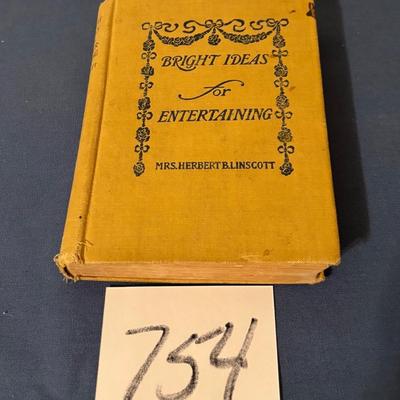 BRIGHT IDEAS
for
ENTERTAINING
MRS. HERBERT B. LINSCOTT
754